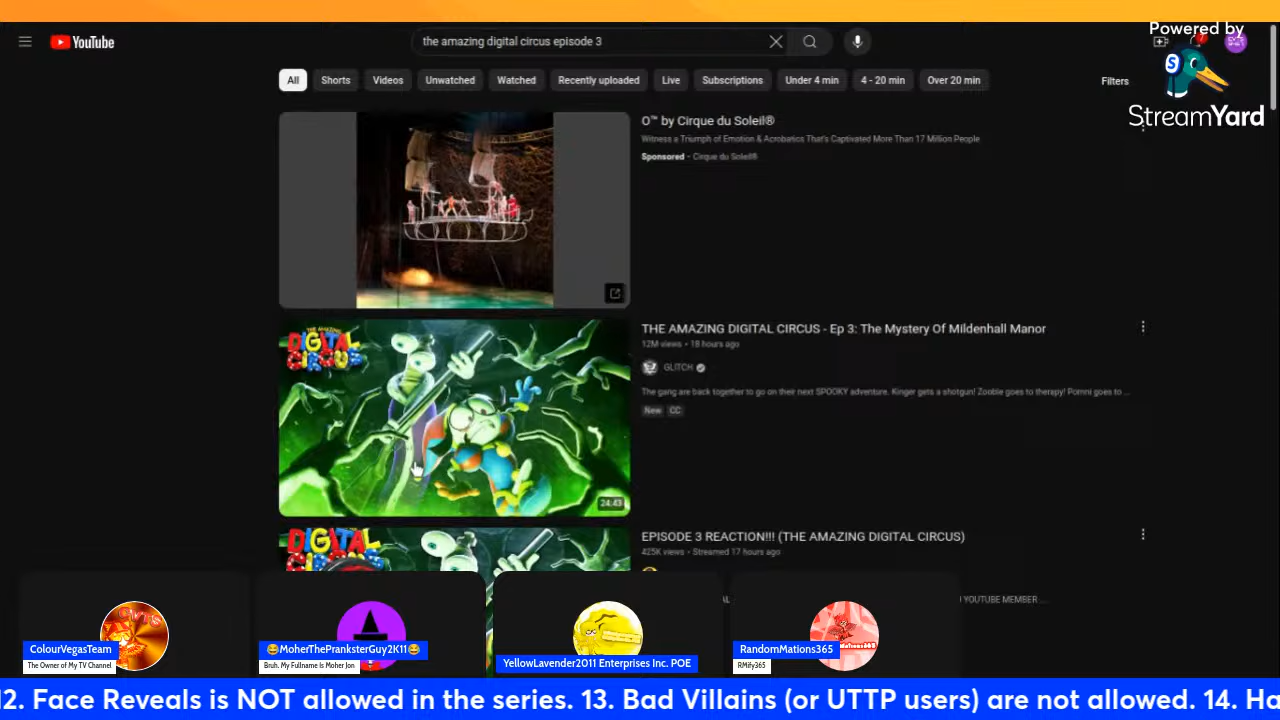 Powered by
StreamYard
YouTube
the amazing digital circus episode 3
All
Shorts
Videos
Unwatched
Watched
Recently uploaded
Live
Subscriptions
Under 4 min
4 - 20 min
Over 20 min
Filters
O™ by Cirque du Soleil®
Witness a Triumph of Emotion & Acrobatics That's Captivated More Than 17 Million People
Sponsored · Cirque du Soleil®
THE AMAZING
DIGITAL
CIRCUS
24:43
THE AMAZING DIGITAL CIRCUS - Ep 3: The Mystery Of Mildenhall Manor
12M views • 18 hours ago
GLITCH
The gang are back together to go on their next SPOOKY adventure. Kinger gets a shotgun! Zooble goes to therapy! Pomni goes to ...
New CC
DIGITAL
EPISODE 3 REACTION!!! (THE AMAZING DIGITAL CIRCUS)
425K views • Streamed 17 hours ago
YOUTUBE MEMBER ...
ColourVegasTeam
The Owner of My TV Channel
😂MoherThePranksterGuy2K11😂
Bruh. My Fullname Is Moher Jon
YellowLavender2011 Enterprises Inc. POE
RandomMations365
RMify365
12. Face Reveals is NOT allowed in the series. 13. Bad Villains (or UTTP users) are not allowed. 14. Ha